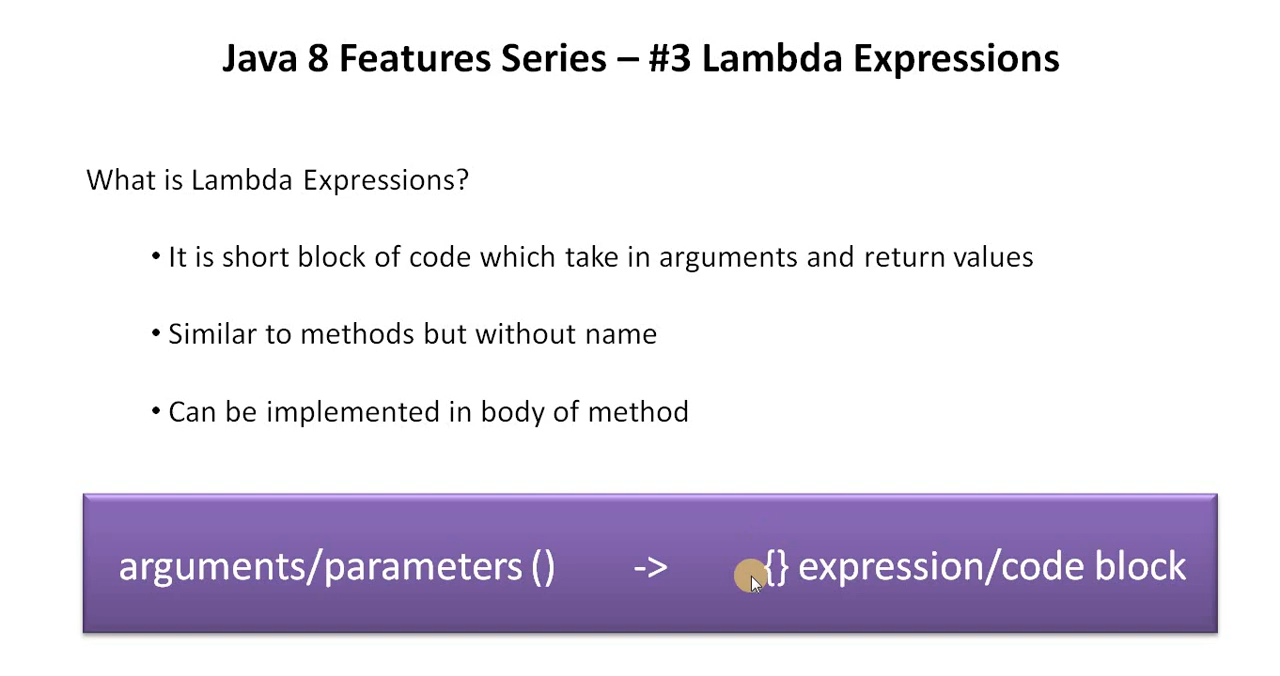 Java 8 Features Series – #3 Lambda Expressions
What is Lambda Expressions?
• It is short block of code which take in arguments and return values
• Similar to methods but without name
• Can be implemented in body of method
arguments/parameters () -> {} expression/code block